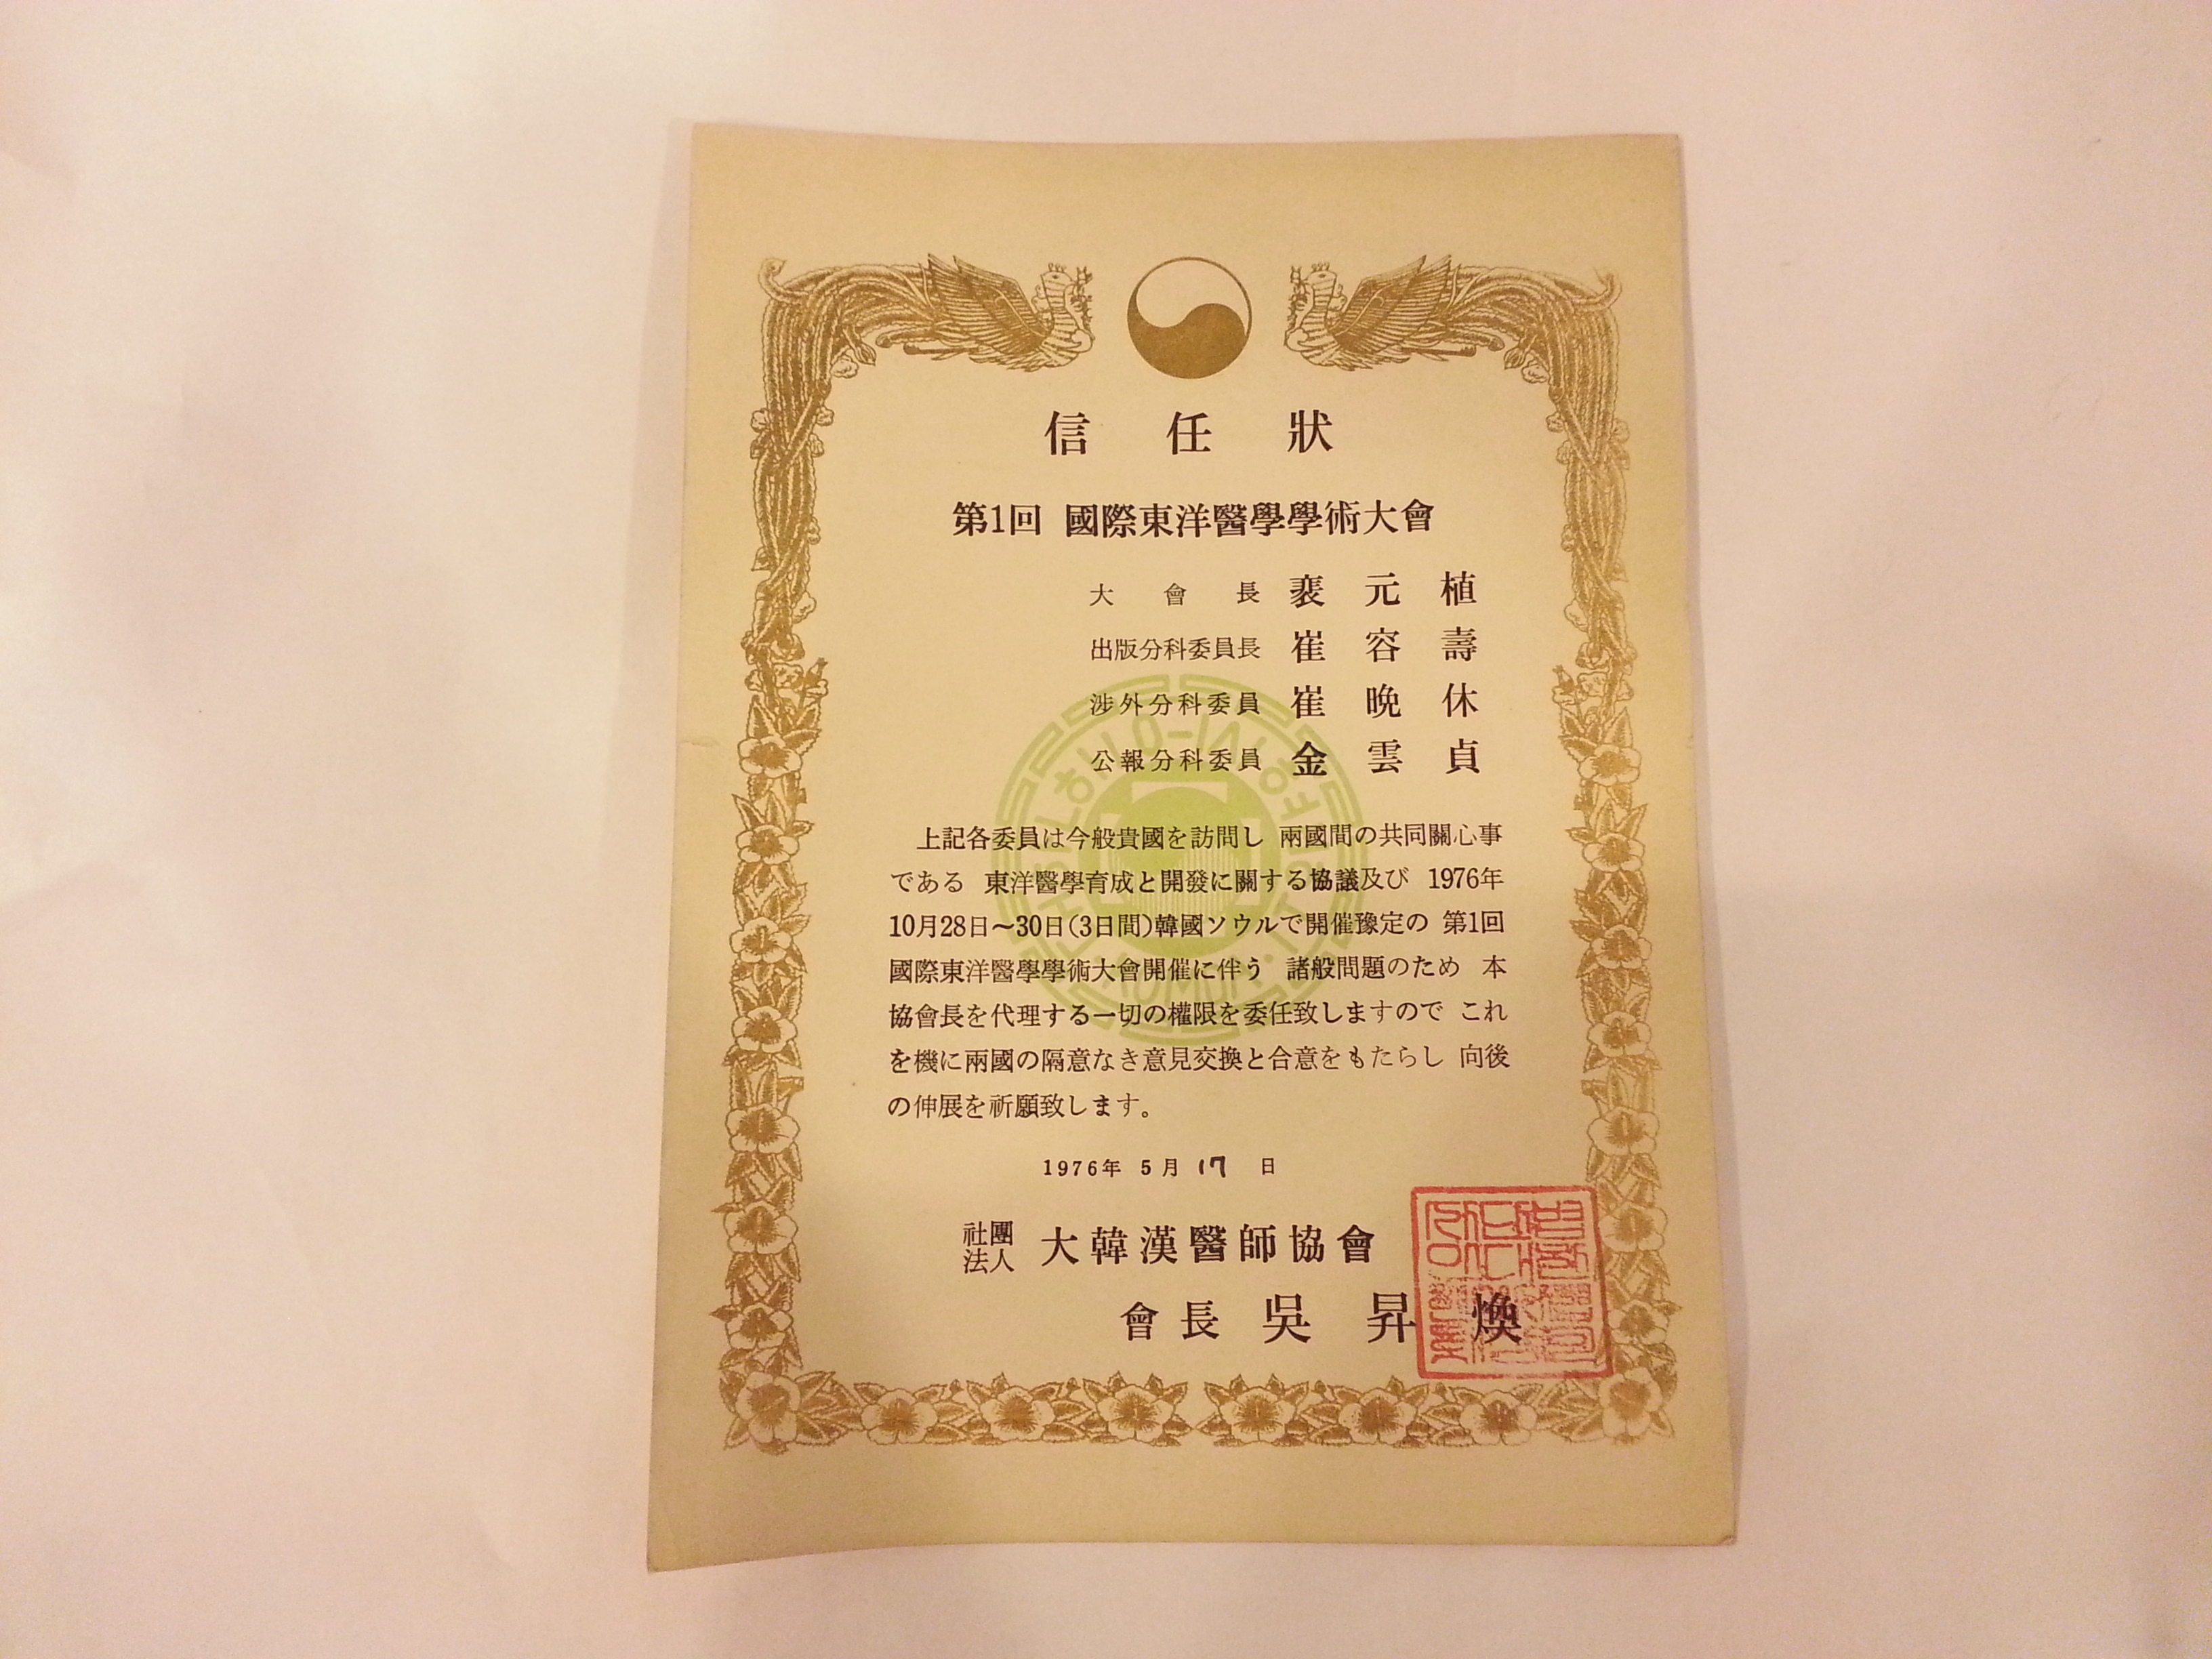 信任狀
第1回 國際東洋醫學學術大會
大會長 裵元植
出版分科委員長 崔容壽
涉外分科委員 崔晩休
公報分科委員 金雲貞
上記各委員は今般貴國を訪問し 兩國間の共同關心事
である 東洋醫學育成と開發に關する協議及び 1976年
10月28日〜30日(3日間)韓國ソウルで開催豫定の 第1回
國際東洋醫學學術大會開催に伴う 諸般問題のため 本
協會長を代理する一切の權限を委任致しますので これ
を機に兩國の隔意なき意見交換と合意をもたらし 向後
の伸展を祈願致します。
1976年 5月 17 日
社團法人 大韓漢醫師協會
會長 吳昇煥